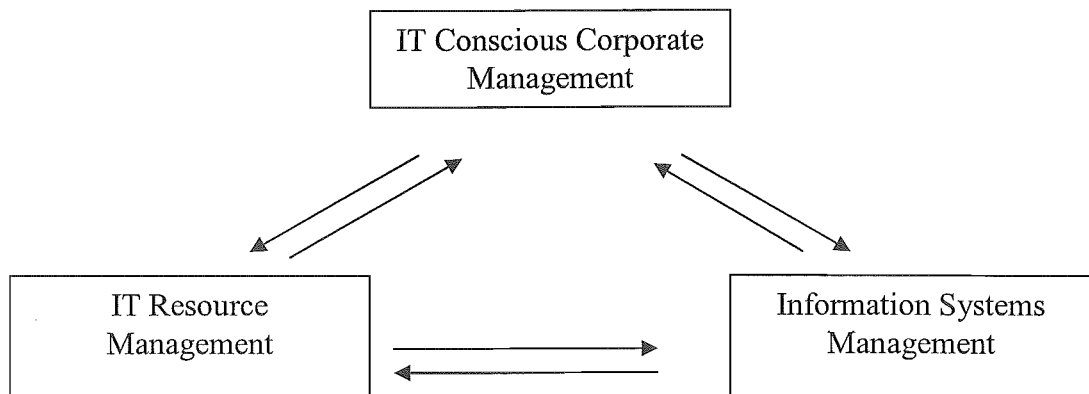 IT Conscious Corporate
Management
IT Resource
Management
Information Systems
Management